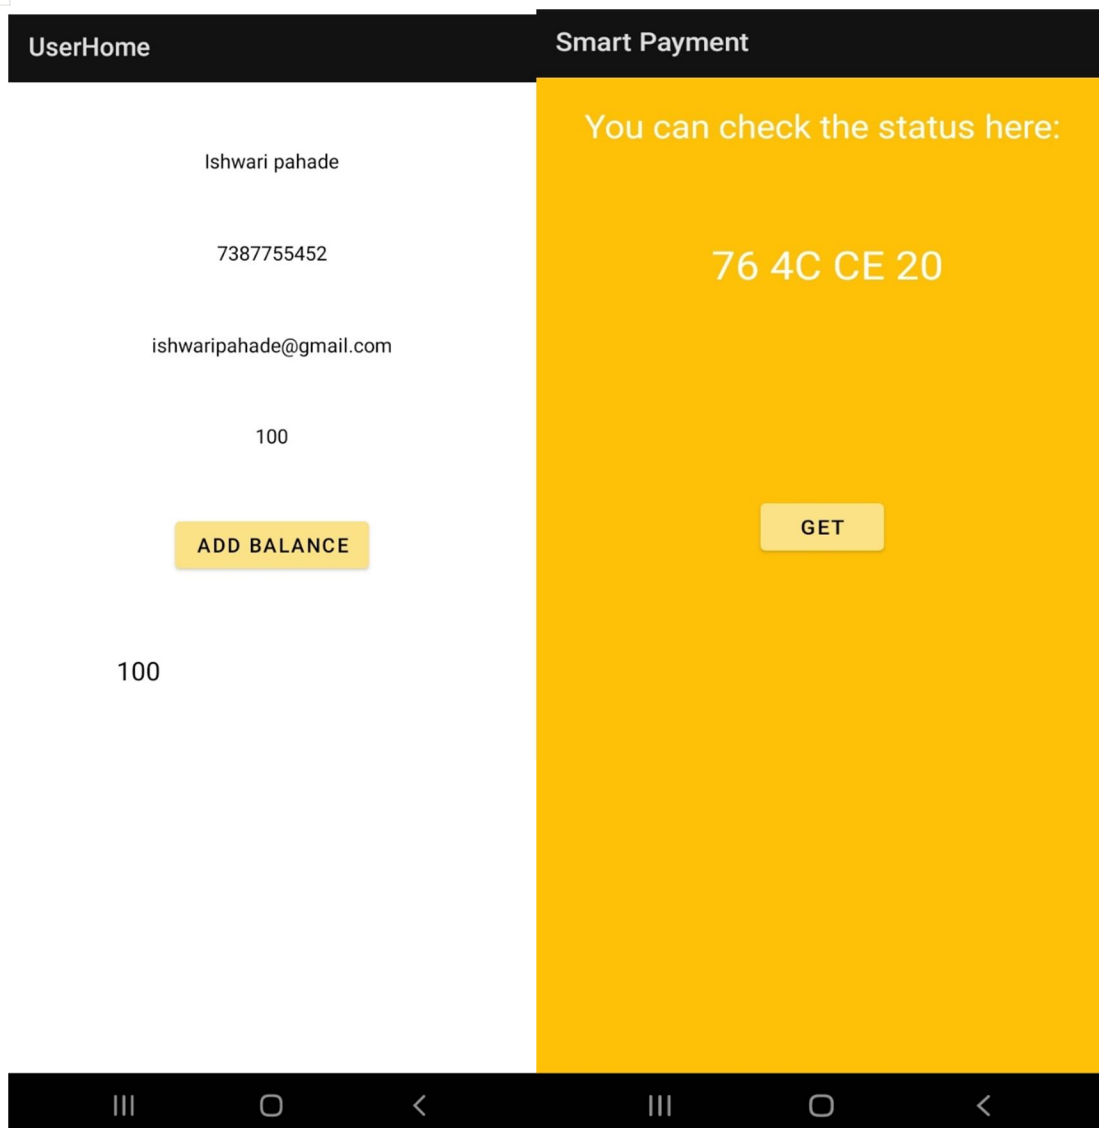 UserHome
Ishwari pahade
7387755452
ishwaripahade@gmail.com
100
ADD BALANCE
100
Smart Payment
You can check the status here:
76 4C CE 20
GET